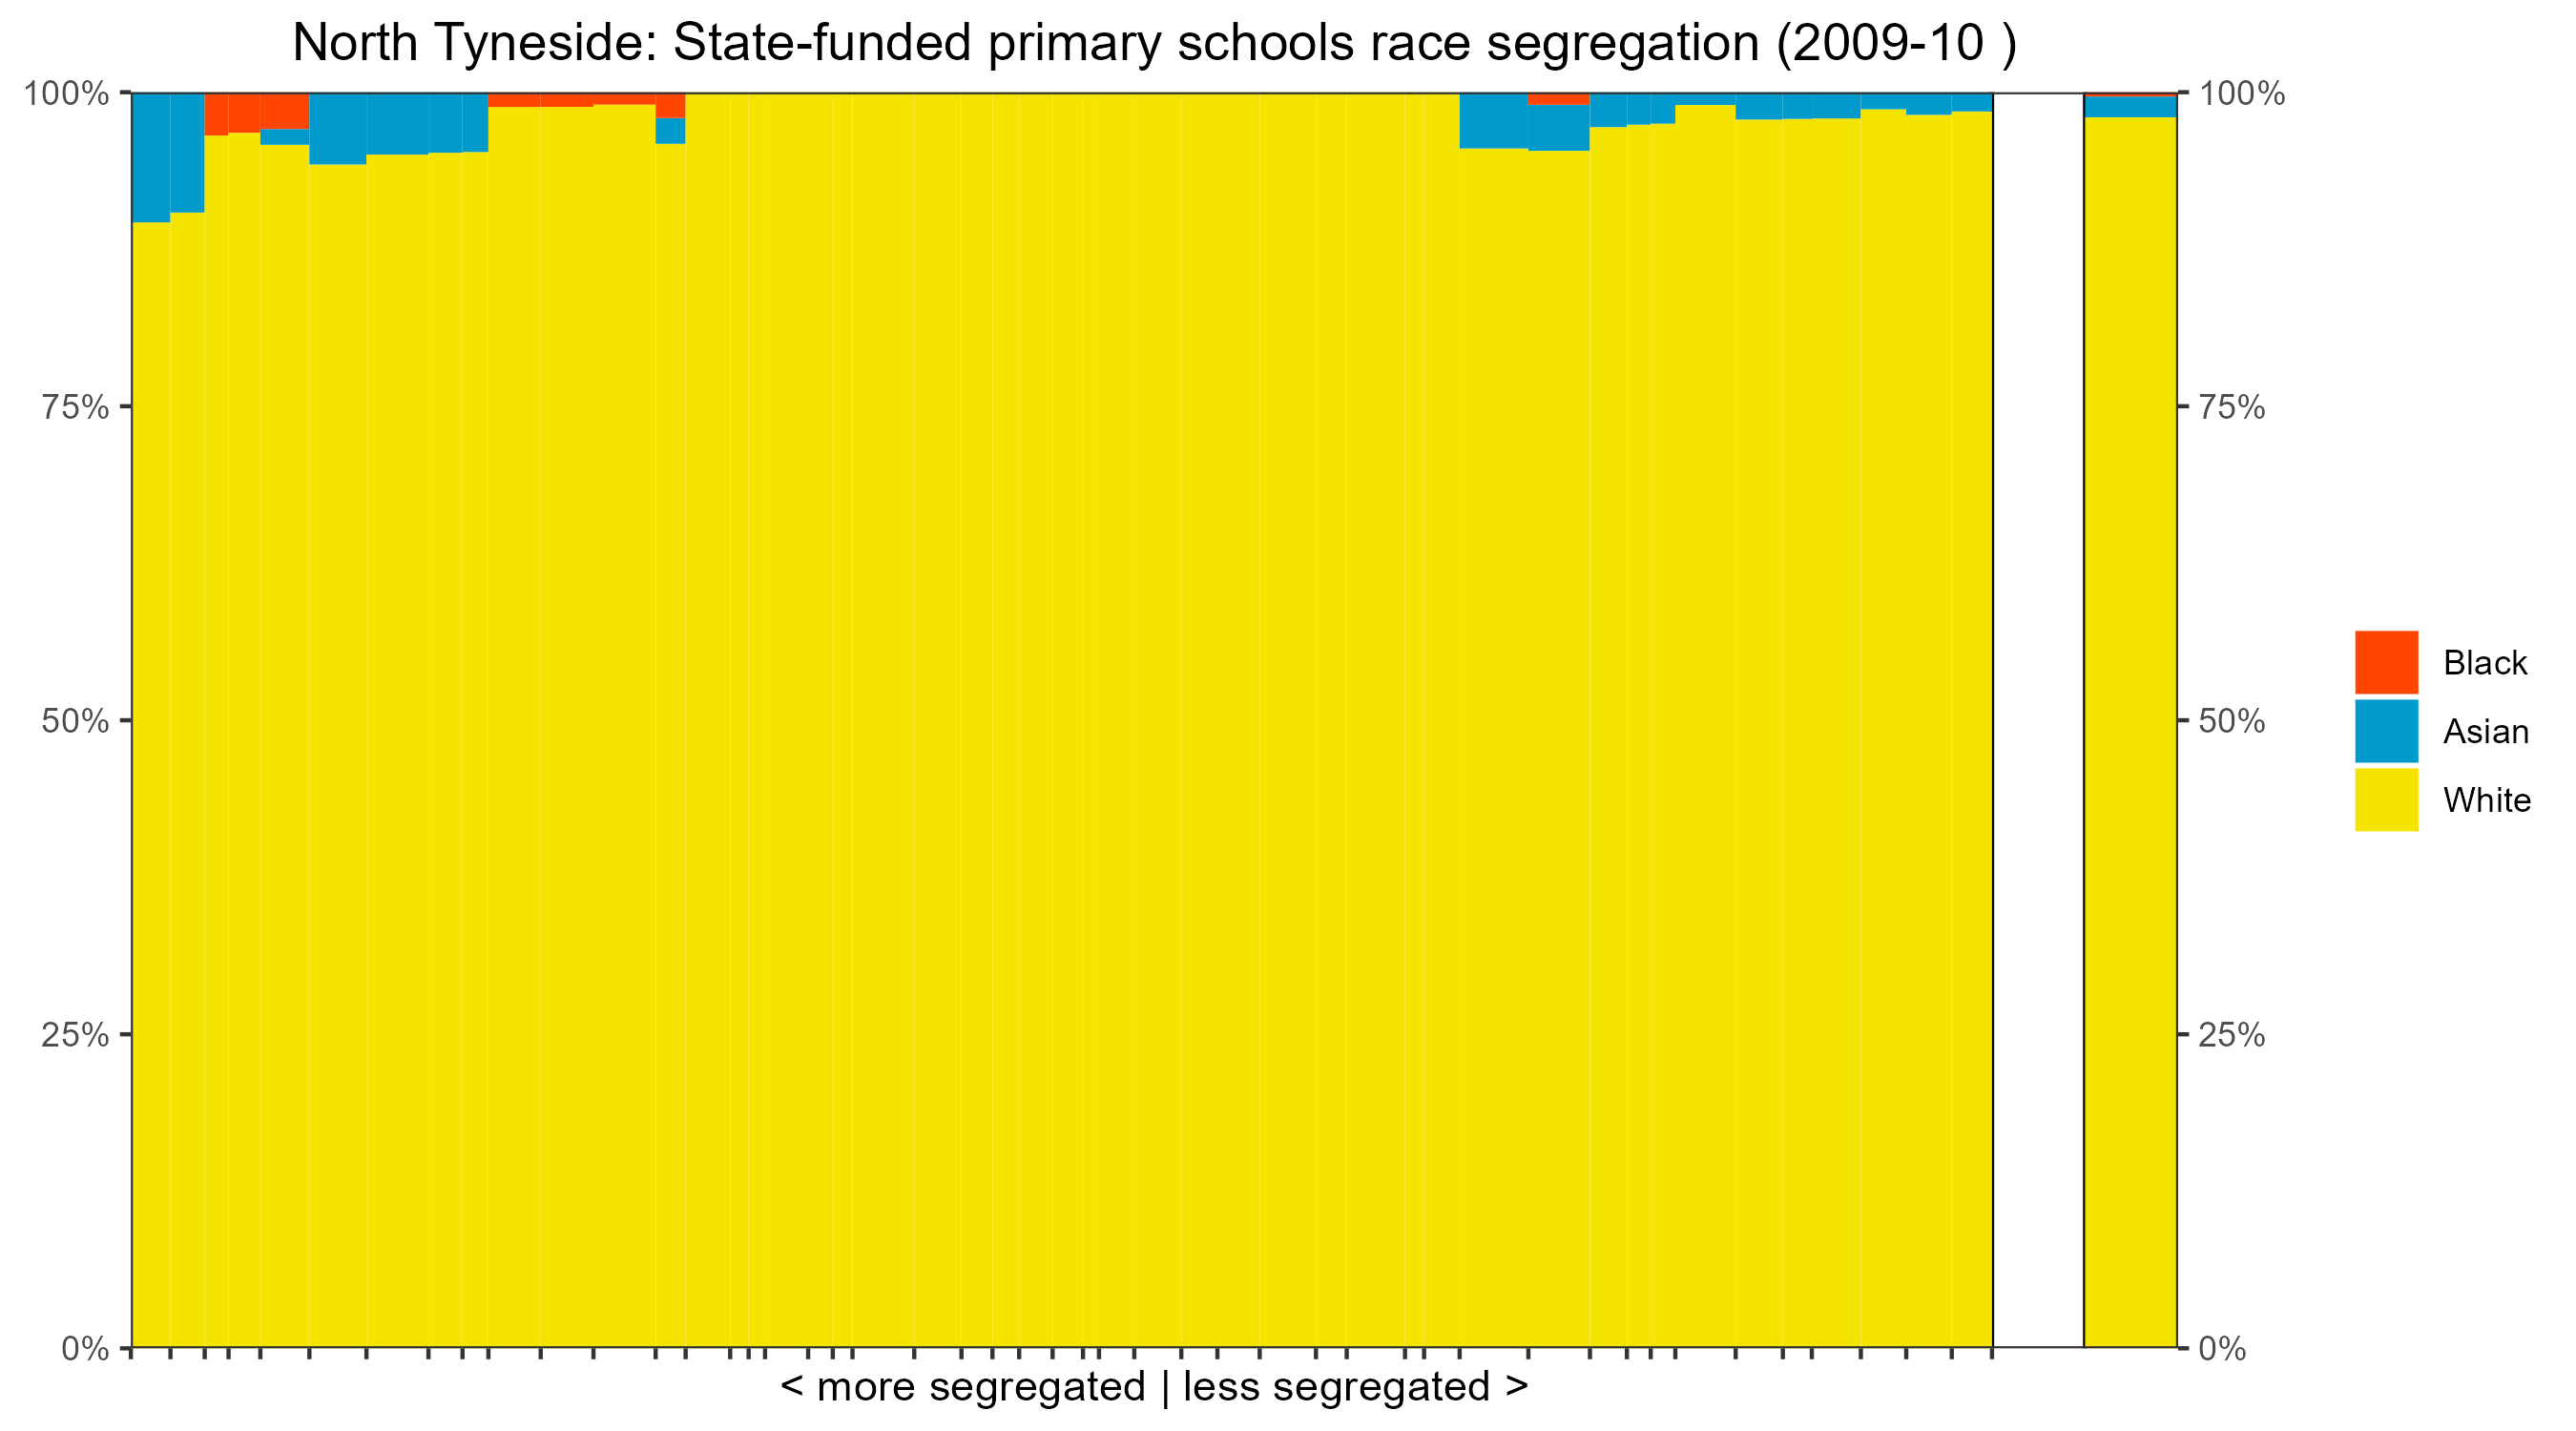 North Tyneside: State-funded primary schools race segregation (2009-10 )
100%
75%
50%
25%
0%
100%
75%
50%
25%
0%
Black
Asian
White
< more segregated | less segregated >